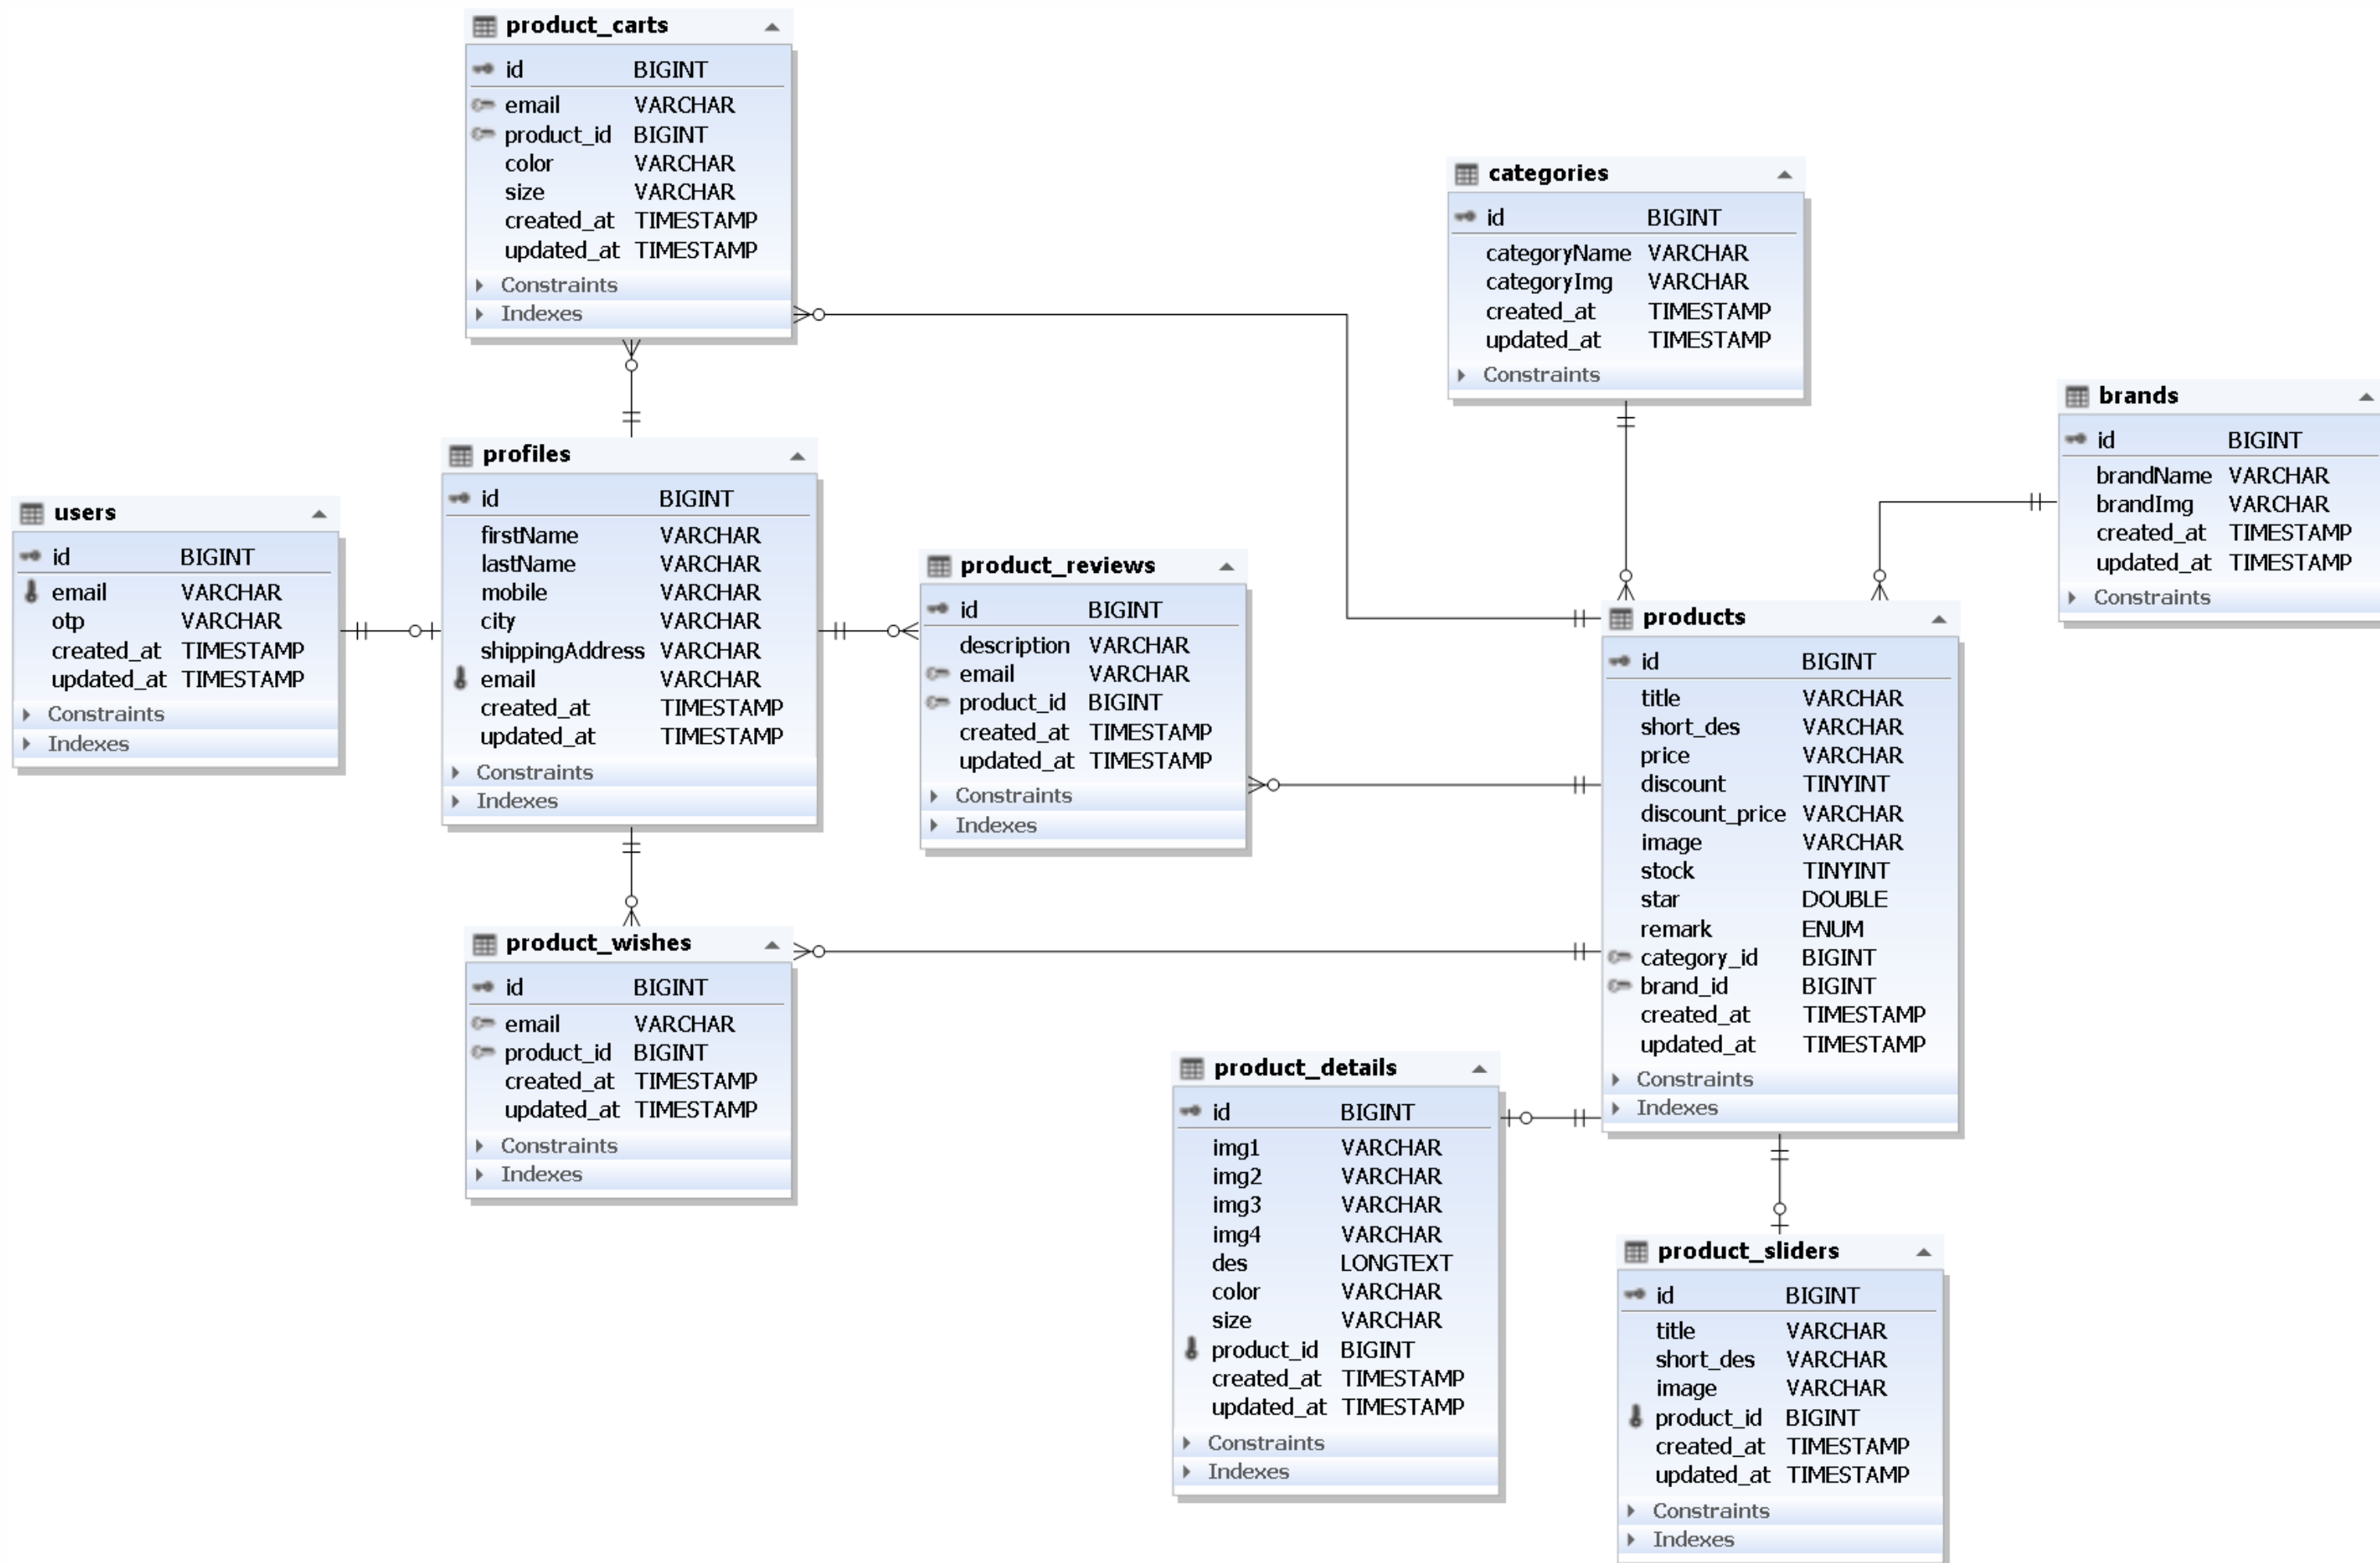 product_carts
id BIGINT
email VARCHAR
product_id BIGINT
color VARCHAR
size VARCHAR
created_at TIMESTAMP
updated_at TIMESTAMP
Constraints
Indexes
categories
id BIGINT
categoryName VARCHAR
categoryImg VARCHAR
created_at TIMESTAMP
updated_at TIMESTAMP
Constraints
brands
id BIGINT
brandName VARCHAR
brandImg VARCHAR
created_at TIMESTAMP
updated_at TIMESTAMP
Constraints
users
id BIGINT
email VARCHAR
otp VARCHAR
created_at TIMESTAMP
updated_at TIMESTAMP
Constraints
Indexes
profiles
id BIGINT
firstName VARCHAR
lastName VARCHAR
mobile VARCHAR
city VARCHAR
shippingAddress VARCHAR
email VARCHAR
created_at TIMESTAMP
updated_at TIMESTAMP
Constraints
Indexes
product_reviews
id BIGINT
description VARCHAR
email VARCHAR
product_id BIGINT
created_at TIMESTAMP
updated_at TIMESTAMP
Constraints
Indexes
products
id BIGINT
title VARCHAR
short_des VARCHAR
price VARCHAR
discount TINYINT
discount_price VARCHAR
image VARCHAR
stock TINYINT
star DOUBLE
remark ENUM
category_id BIGINT
brand_id BIGINT
created_at TIMESTAMP
updated_at TIMESTAMP
Constraints
Indexes
product_wishes
id BIGINT
email VARCHAR
product_id BIGINT
created_at TIMESTAMP
updated_at TIMESTAMP
Constraints
Indexes
product_details
id BIGINT
img1 VARCHAR
img2 VARCHAR
img3 VARCHAR
img4 VARCHAR
des LONGTEXT
color VARCHAR
size VARCHAR
product_id BIGINT
created_at TIMESTAMP
updated_at TIMESTAMP
Constraints
Indexes
product_sliders
id BIGINT
title VARCHAR
short_des VARCHAR
image VARCHAR
product_id BIGINT
created_at TIMESTAMP
updated_at TIMESTAMP
Constraints
Indexes